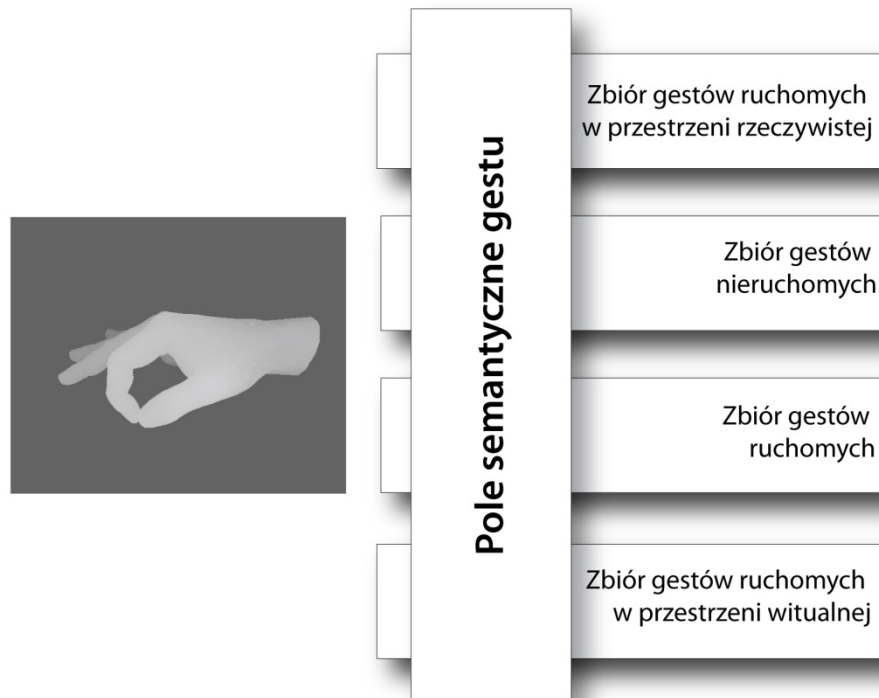 Pole semantyczne gestu
Zbiór gestów ruchomych
w przestrzeni rzeczywistej
Zbiór gestów
nieruchomych
Zbiór gestów
ruchomych
Zbiór gestów ruchomych
w przestrzeni witualnej